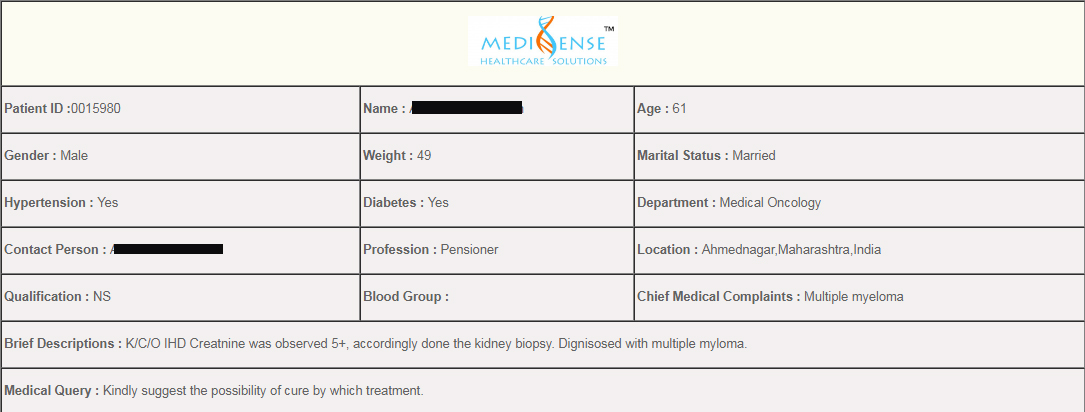 MEDISENSE™
HEALTHCARE SOLUTIONS
Patient ID :0015980
Name :
Age : 61
Gender : Male
Weight : 49
Marital Status : Married
Hypertension : Yes
Diabetes : Yes
Department : Medical Oncology
Contact Person :
Profession : Pensioner
Location : Ahmednagar,Maharashtra,India
Qualification : NS
Blood Group :
Chief Medical Complaints : Multiple myeloma
Brief Descriptions : K/C/O IHD Creatnine was observed 5+, accordingly done the kidney biopsy. Dignisosed with multiple myloma.
Medical Query : Kindly suggest the possibility of cure by which treatment.